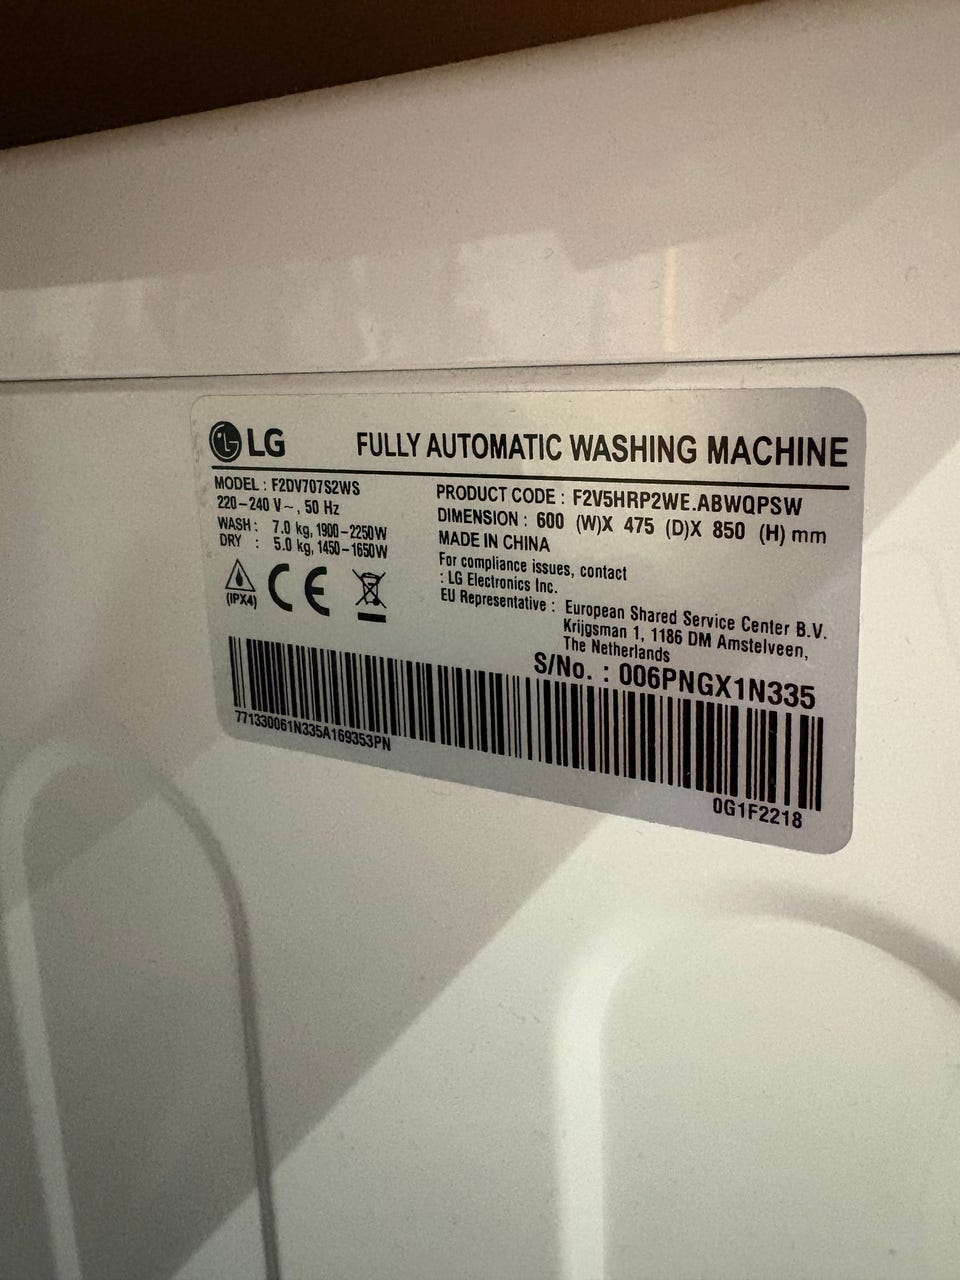 LG FULLY AUTOMATIC WASHING MACHINE
MODEL : F2DV707S2WS
220-240 V~, 50 Hz
WASH : 7.0 kg, 1900-2250W
DRY : 5.0 kg, 1450-1650W
(IPX4) CE
PRODUCT CODE : F2V5HRP2WE.ABWQPSW
DIMENSION : 600 (W)X 475 (D)X 850 (H) mm
MADE IN CHINA
For compliance issues, contact
: LG Electronics Inc.
EU Representative : European Shared Service Center B.V.
Krijgsman 1, 1186 DM Amstelveen,
The Netherlands
S/No. : 006PNGX1N335
771330061N335A169353PN
0G1F2218